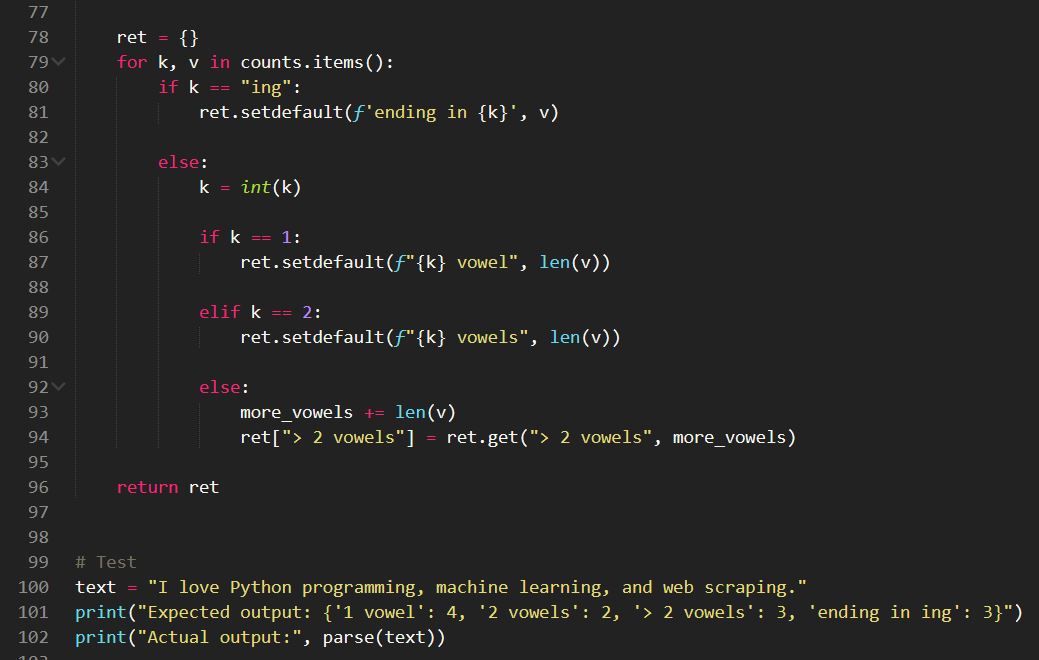 77
78 ret = {}
79 for k, v in counts.items():
80 if k == "ing":
81 ret.setdefault(f'ending in {k}', v)
82
83 else:
84 k = int(k)
85
86 if k == 1:
87 ret.setdefault(f"{k} vowel", len(v))
88
89 elif k == 2:
90 ret.setdefault(f"{k} vowels", len(v))
91
92 else:
93 more_vowels += len(v)
94 ret["> 2 vowels"] = ret.get("> 2 vowels", more_vowels)
95
96 return ret
97
98
99 # Test
100 text = "I love Python programming, machine learning, and web scraping."
101 print("Expected output: {'1 vowel': 4, '2 vowels': 2, '> 2 vowels': 3, 'ending in ing': 3}")
102 print("Actual output:", parse(text))